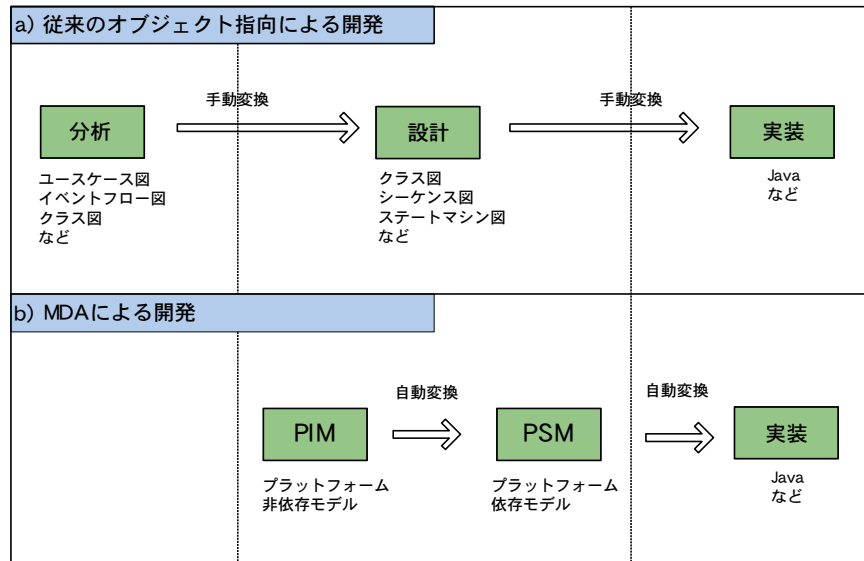 a) 従来のオブジェクト指向による開発
手動変換
手動変換
分析
設計
実装
ユースケース図
イベントフロー図
クラス図
など
クラス図
シーケンス図
ステートマシン図
など
Java
など
b) MDAによる開発
自動変換
自動変換
PIM
PSM
実装
プラットフォーム
非依存モデル
プラットフォーム
依存モデル
Java
など